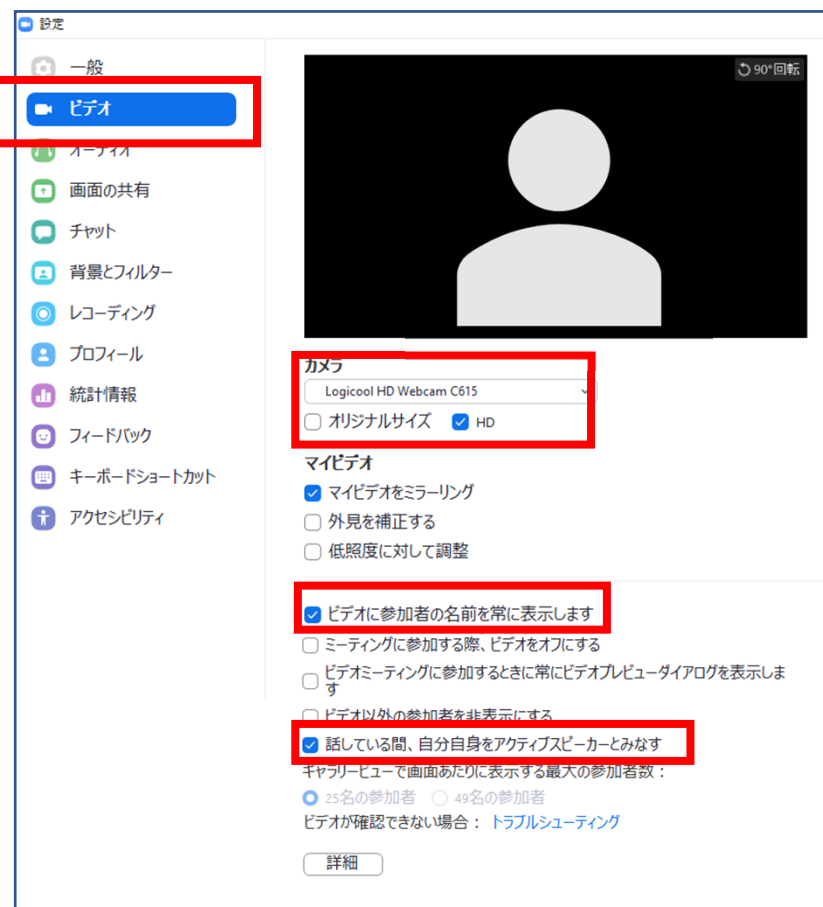 設定
一般
ビデオ
オーディオ
画面の共有
チャット
背景とフィルター
レコーディング
プロフィール
統計情報
フィードバック
キーボードショートカット
アクセシビリティ
90°回転
カメラ
Logicool HD Webcam C615
オリジナルサイズ HD
マイビデオ
マイビデオをミラーリング
外見を補正する
低照度に対して調整
ビデオに参加者の名前を常に表示します
ミーティングに参加する際、ビデオをオフにする
ビデオミーティングに参加するときに常にビデオプレビューダイアログを表示しま
す
ビデオ以外の参加者を非表示にする
話している間、自分自身をアクティブスピーカーとみなす
ギャラリービューで画面あたりに表示する最大の参加者数：
25名の参加者 49名の参加者
ビデオが確認できない場合： トラブルシューティング
詳細